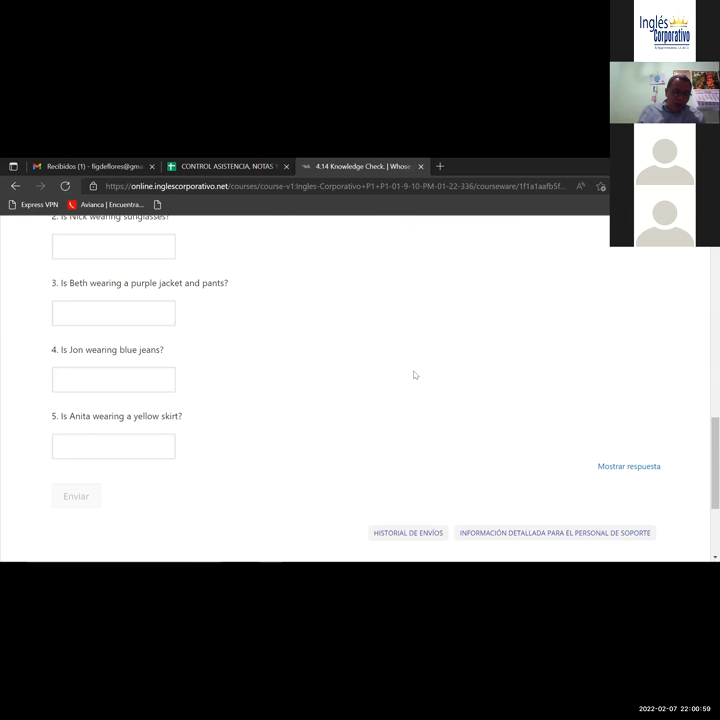 Inglés
Corporativo
Recibidos (1) - figdeflores@gma
CONTROL ASISTENCIA, NOTAS
4.14 Knowledge Check. | Whose
https://online.inglescorporativo.net/courses/course-v1:Ingles-Corporativo+P1+P1-01-9-10-PM-01-22-336/courseware/1f1a1aafb5f...
Express VPN
Avianca | Encuentra...
2. Is Nick wearing sunglasses?
3. Is Beth wearing a purple jacket and pants?
4. Is Jon wearing blue jeans?
5. Is Anita wearing a yellow skirt?
Mostrar respuesta
Enviar
HISTORIAL DE ENVÍOS
INFORMACIÓN DETALLADA PARA EL PERSONAL DE SOPORTE
2022-02-07 22:00:59